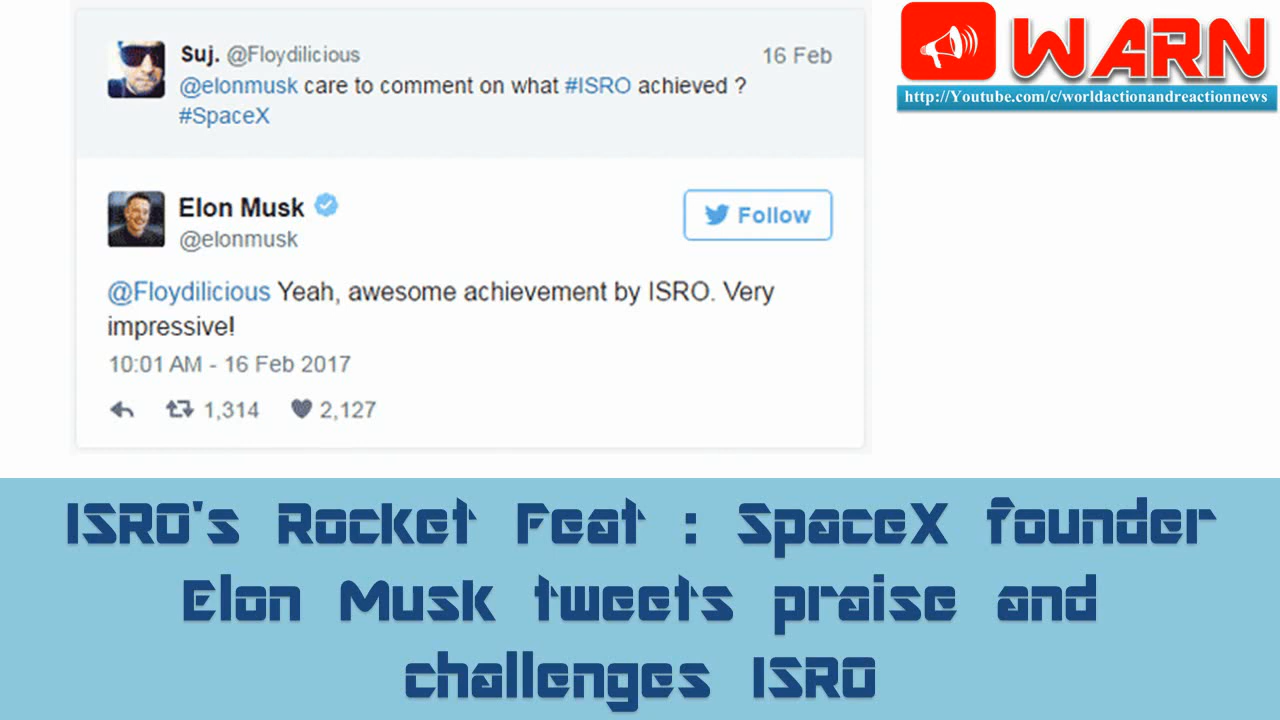 Suj. @Floydilicious 16 Feb
@elonmusk care to comment on what #ISRO achieved ?
#SpaceX
Elon Musk
@elonmusk
Follow
@Floydilicious Yeah, awesome achievement by ISRO. Very
impressive!
10:01 AM - 16 Feb 2017
1,314 2,127
WARN
http://Youtube.com/c/worldactionandreactionnews
ISRO's Rocket Feat : SpaceX founder
Elon Musk tweets praise and
challenges ISRO